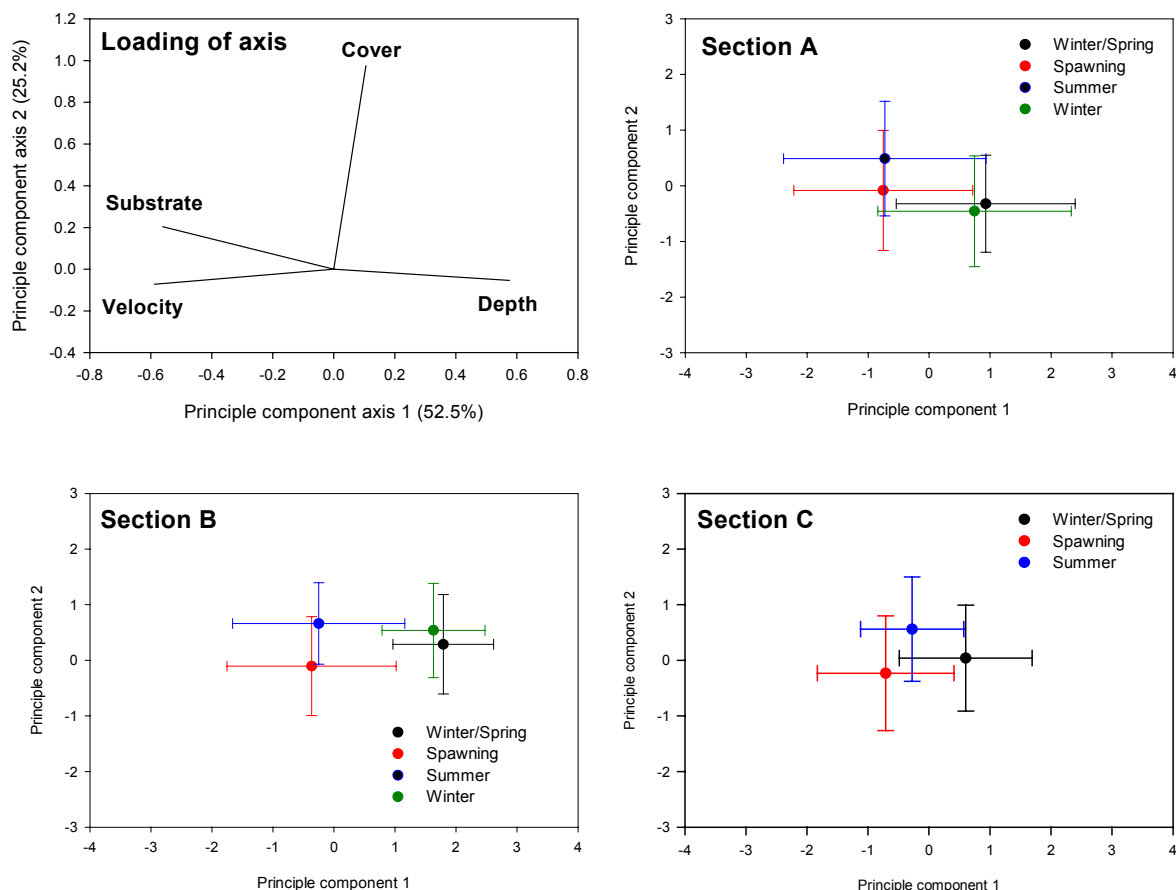 Loading of axis
Cover
Substrate
Velocity
Depth
Principle component axis 2 (25.2%)
1.2
1.0
0.8
0.6
0.4
0.2
0.0
-0.2
-0.4
-0.8 -0.6 -0.4 -0.2 0.0 0.2 0.4 0.6 0.8
Principle component axis 1 (52.5%)
Section A
Winter/Spring
Spawning
Summer
Winter
Principle component 2
3
2
1
0
-1
-2
-3
-4 -3 -2 -1 0 1 2 3 4
Principle component 1
Section B
Winter/Spring
Spawning
Summer
Winter
Principle component 2
3
2
1
0
-1
-2
-3
-4 -3 -2 -1 0 1 2 3 4
Principle component 1
Section C
Winter/Spring
Spawning
Summer
Principle component 2
3
2
1
0
-1
-2
-3
-4 -3 -2 -1 0 1 2 3 4
Principle component 1